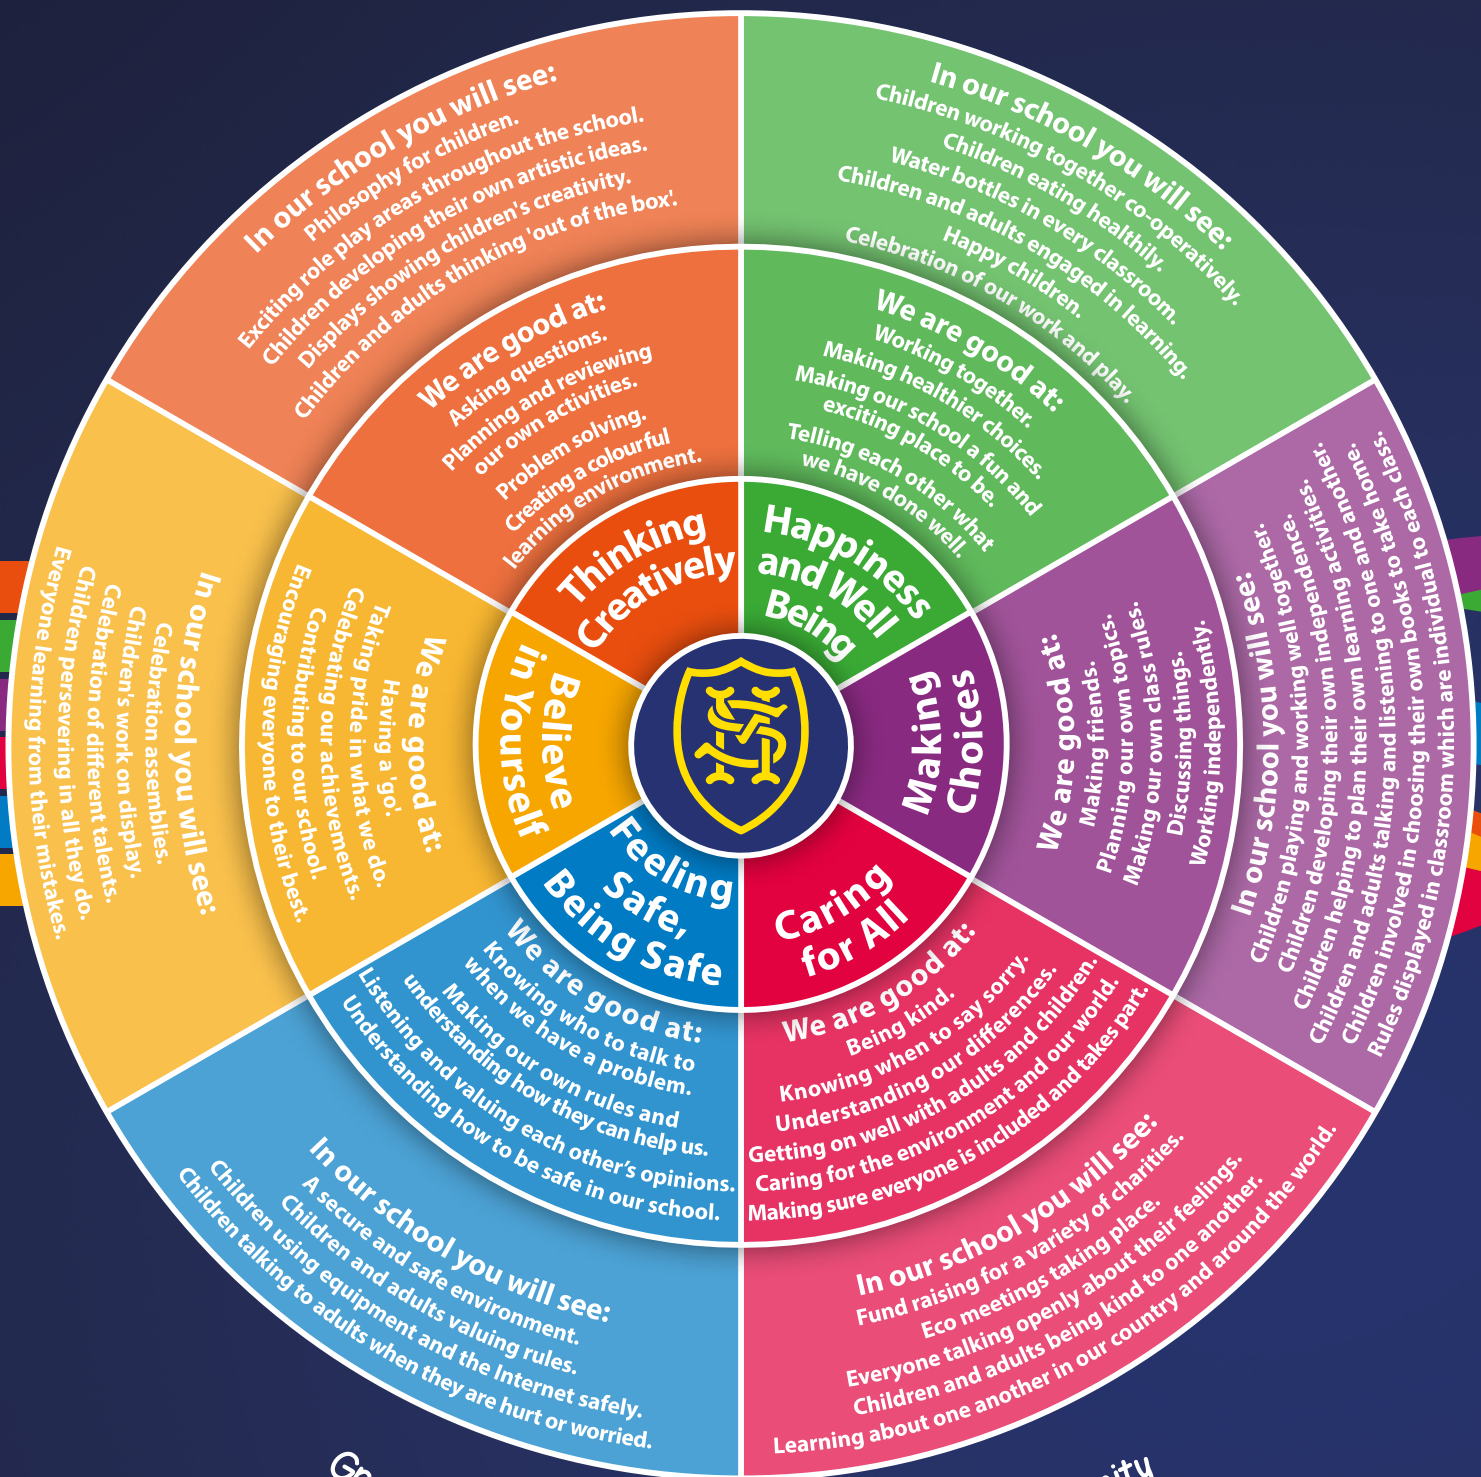 In our school you will see:
Philosophy for children.
Exciting role play areas throughout the school.
Children developing their own artistic ideas.
Displays showing children's creativity.
Children and adults thinking 'out of the box'.
We are good at:
Asking questions.
Planning and reviewing
our own activities.
Problem solving.
Creating a colourful
learning environment.
Thinking
Creatively
In our school you will see:
Children working together co-operatively.
Children eating healthily.
Water bottles in every classroom.
Children and adults engaged in learning.
Happy children.
Celebration of our work and play.
We are good at:
Working together.
Making healthier choices.
Making our school a fun and
exciting place to be.
Telling each other what
we have done well.
Happiness
and Well
Being
Making
Choices
We are good at:
Making friends.
Planning our own topics.
Making our own class rules.
Discussing things.
Working independently.
In our school you will see:
Children playing and working well together.
Children developing their own independence.
Children helping to plan their own learning activities.
Children and adults talking and listening to one and another.
Children involved in choosing their own books to take home.
Rules displayed in classroom which are individual to each class.
Caring
for All
We are good at:
Being kind.
Knowing when to say sorry.
Understanding our differences.
Getting on well with adults and children.
Caring for the environment and our world.
Making sure everyone is included and takes part.
In our school you will see:
Fund raising for a variety of charities.
Eco meetings taking place.
Everyone talking openly about their feelings.
Children and adults being kind to one another.
Learning about one another in our country and around the world.
Feeling
Safe,
Being Safe
We are good at:
Knowing who to talk to
when we have a problem.
Making our own rules and
understanding how they can help us.
Listening and valuing each other's opinions.
Understanding how to be safe in our school.
In our school you will see:
A secure and safe environment.
Children and adults valuing rules.
Children using equipment and the Internet safely.
Children talking to adults when they are hurt or worried.
Believe
in Yourself
We are good at:
Having a 'go'.
Taking pride in what we do.
Celebrating our achievements.
Contributing to our school.
Encouraging everyone to their best.
In our school you will see:
Celebration assemblies.
Children's work on display.
Celebration of different talents.
Children persevering in all they do.
Everyone learning from their mistakes.